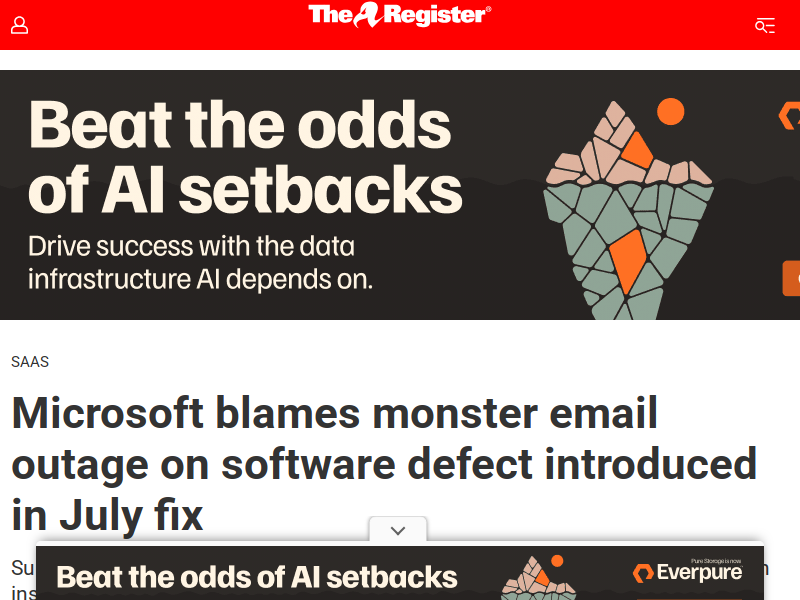 The Register®
Beat the odds
of AI setbacks
Drive success with the data
infrastructure AI depends on.
SAAS
Microsoft blames monster email
outage on software defect introduced
in July fix
Beat the odds of AI setbacks
Pure Storage is now
Everpure